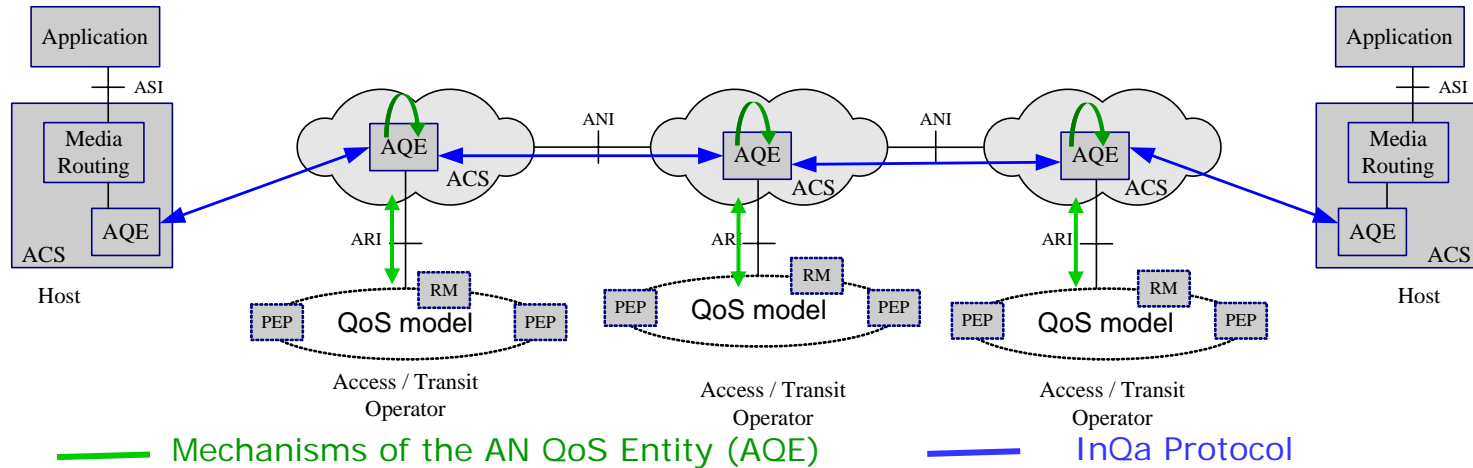 Application
ASI
Media
Routing
AQE
ACS
Host
AQE
ACS
ANI
AQE
ACS
ANI
AQE
ACS
Application
ASI
Media
Routing
AQE
ACS
Host
ARI
RM
PEP
QoS model
PEP
Access / Transit
Operator
ARI
RM
PEP
QoS model
PEP
Access / Transit
Operator
ARI
RM
PEP
QoS model
PEP
Access / Transit
Operator
Mechanisms of the AN QoS Entity (AQE)
InQa Protocol